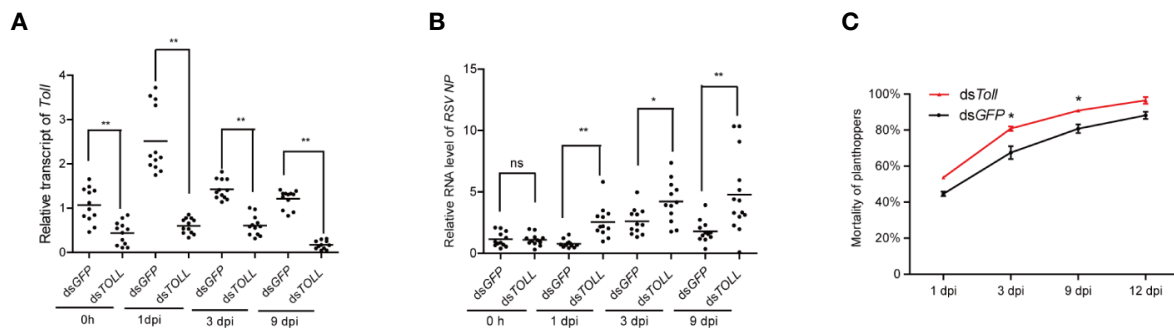 A
Relative transcript of Toll
4
3
2
1
0
** ** ** **
dsGFP dsTOLL dsGFP dsTOLL dsGFP dsTOLL dsGFP dsTOLL
0h 1dpi 3 dpi 9 dpi
B
Relative RNA level of RSV NP
15
10
5
0
ns ** * **
dsGFP dsTOLL dsGFP dsTOLL dsGFP dsTOLL dsGFP dsTOLL
0 h 1 dpi 3 dpi 9 dpi
C
Mortality of planthoppers
100%
80%
60%
40%
20%
0
dsToll
dsGFP
* *
1 dpi 3 dpi 9 dpi 12 dpi